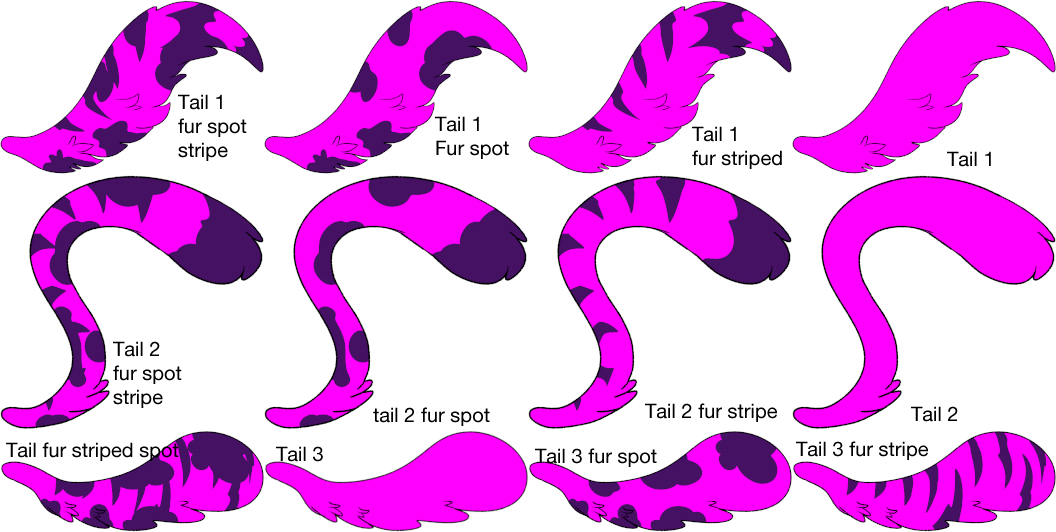 Tail 1
fur spot
stripe
Tail 1
Fur spot
Tail 1
fur striped
Tail 1
Tail 2
fur spot
stripe
tail 2 fur spot
Tail 2 fur stripe
Tail 2
Tail fur striped spot
Tail 3
Tail 3 fur spot
Tail 3 fur stripe